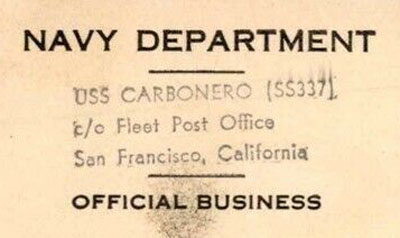 NAVY DEPARTMENT
USS CARBONERO (SS337)
c/o Fleet Post Office
San Francisco, California
OFFICIAL BUSINESS